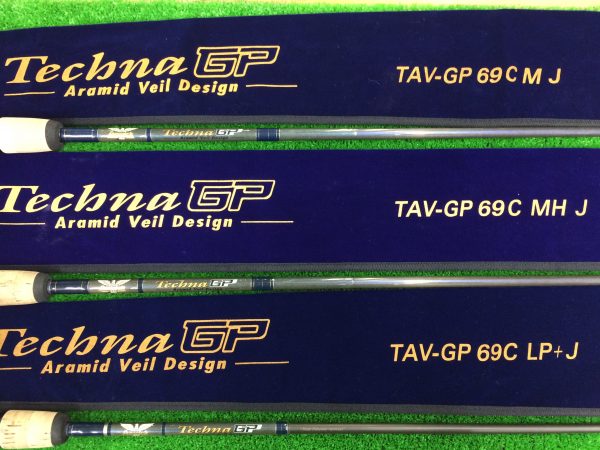 Techna GP
Aramid Veil Design
TAV-GP 69C M J
Techna GP
Techna GP
Aramid Veil Design
TAV-GP 69C MH J
Techna GP
Techna GP
Aramid Veil Design
TAV-GP 69C LP+J
Techna GP